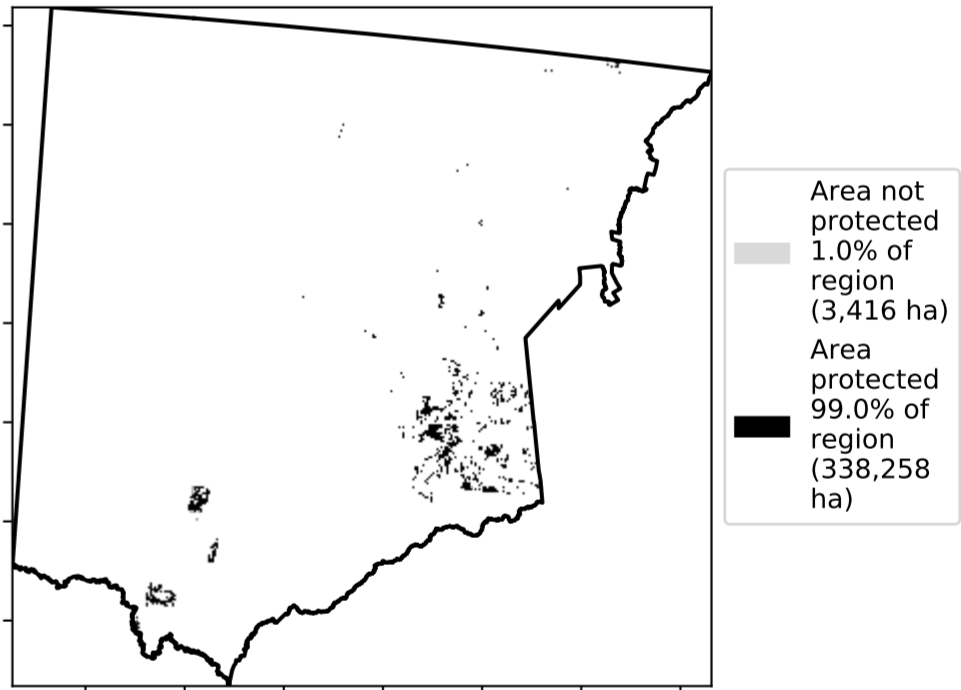 Area not
protected
1.0% of
region
(3,416 ha)
Area
protected
99.0% of
region
(338,258
ha)